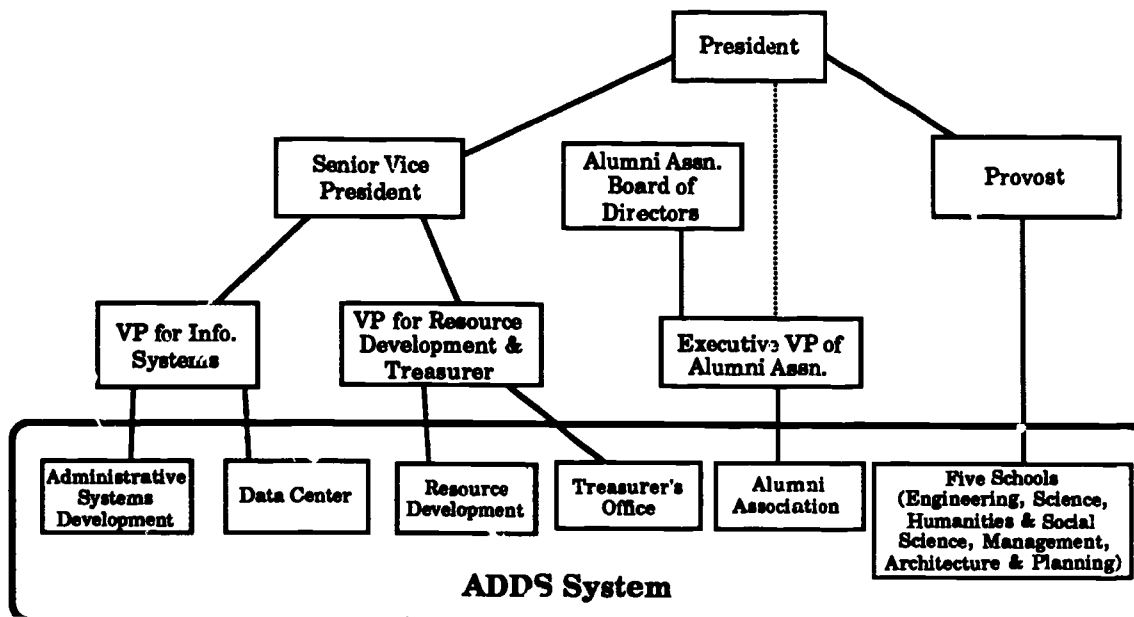 President
Senior Vice
President
Alumni Assn.
Board of
Directors
Provost
VP for Info.
Systems
VP for Resource
Development &
Treasurer
Executive VP of
Alumni Assn.
Administrative
Systems
Development
Data Center
Resource
Development
Treasurer's
Office
Alumni
Association
Five Schools
(Engineering, Science,
Humanities & Social
Science, Management,
Architecture & Planning)
ADDS System